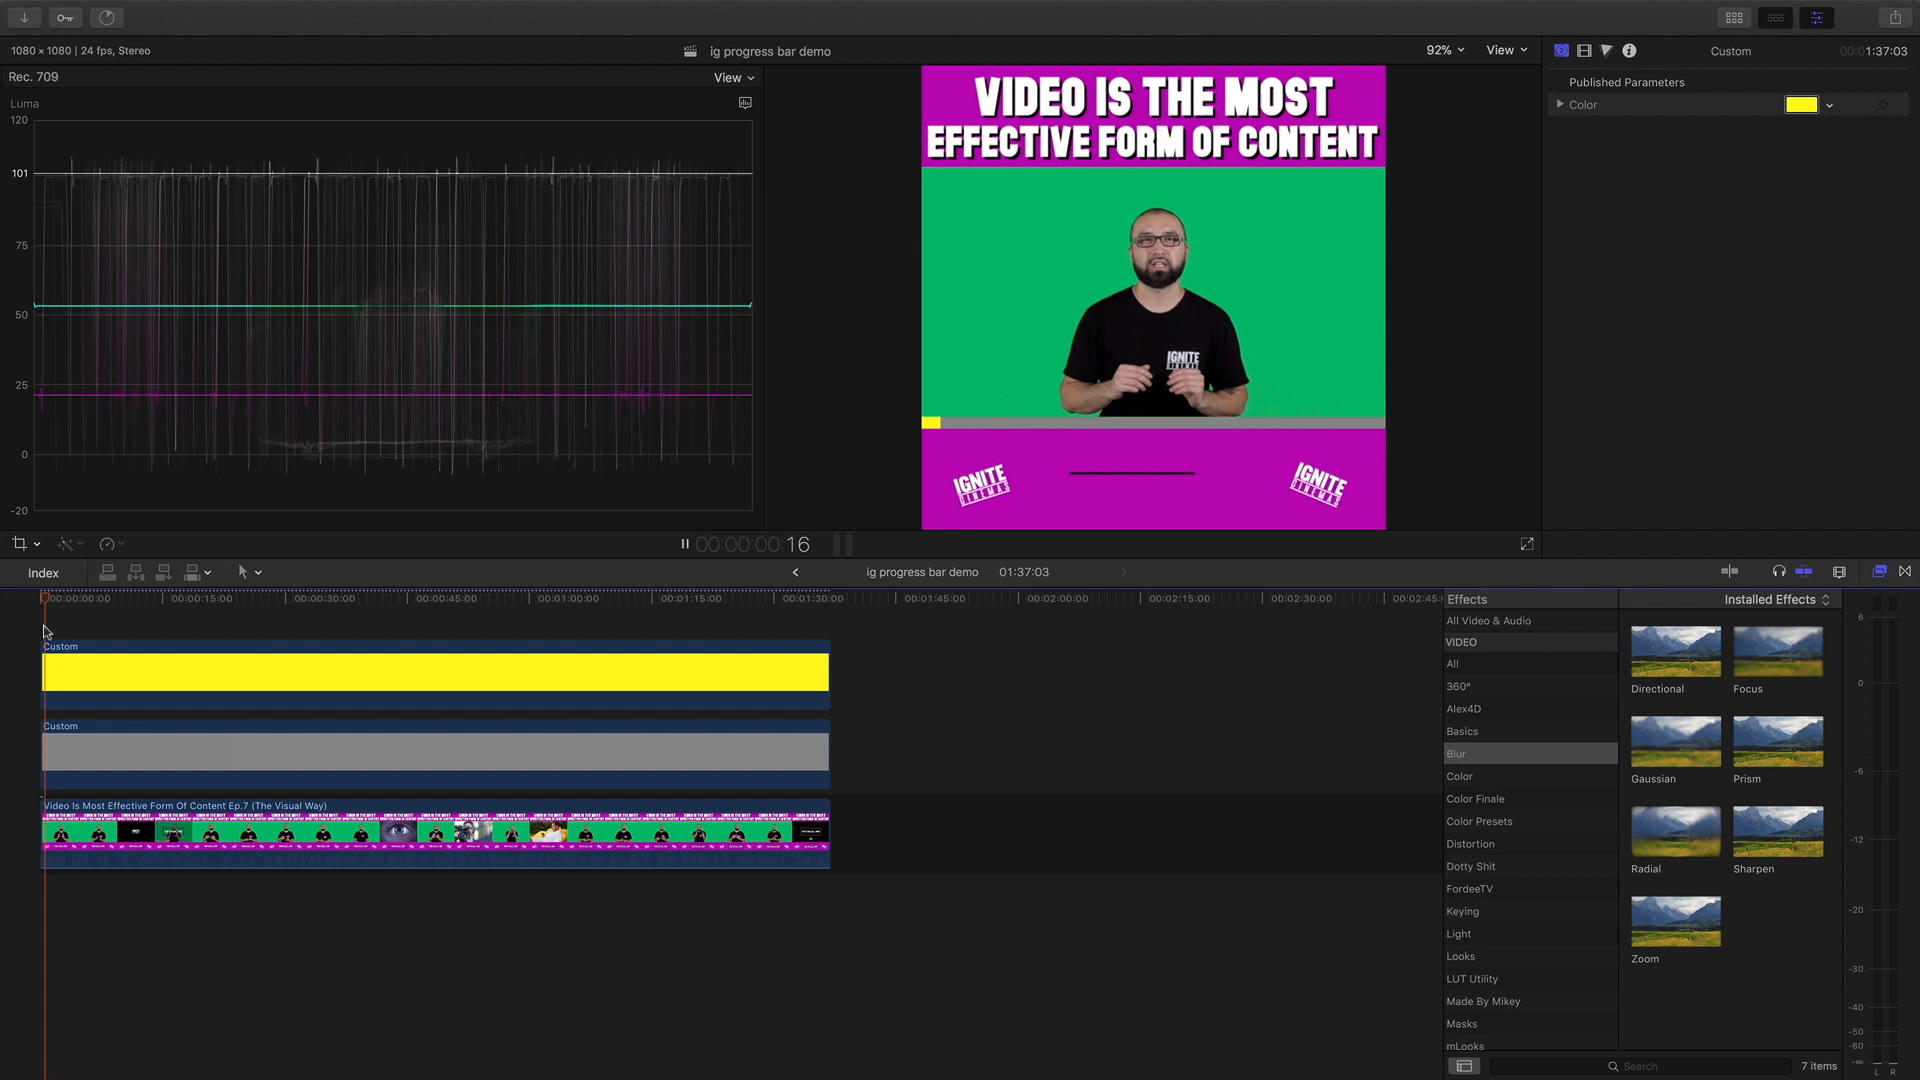 1080 × 1080 | 24 fps, Stereo
ig progress bar demo
92%
View
Custom
00:01:37:03
Rec. 709
View
Published Parameters
Color
Luma
120
101
75
50
25
0
-20
VIDEO IS THE MOST
EFFECTIVE FORM OF CONTENT
IGNITE
CINEMAS
IGNITE
CINEMAS
IGNITE
00:00:00:16
Index
ig progress bar demo
01:37:03
00:00:00:00
00:00:15:00
00:00:30:00
00:00:45:00
00:01:00:00
00:01:15:00
00:01:30:00
00:01:45:00
00:02:00:00
00:02:15:00
00:02:30:00
00:02:45:0
Custom
Custom
Video Is Most Effective Form Of Content Ep.7 (The Visual Way)
Effects
Installed Effects
All Video & Audio
VIDEO
All
360°
Alex4D
Basics
Blur
Color
Color Finale
Color Presets
Distortion
Dotty Shit
FordeeTV
Keying
Light
Looks
LUT Utility
Made By Mikey
Masks
mLooks
Directional
Focus
Gaussian
Prism
Radial
Sharpen
Zoom
Search
7 items
6
0
-6
-12
-20
-30
-40
-50
-60
-∞
L
R